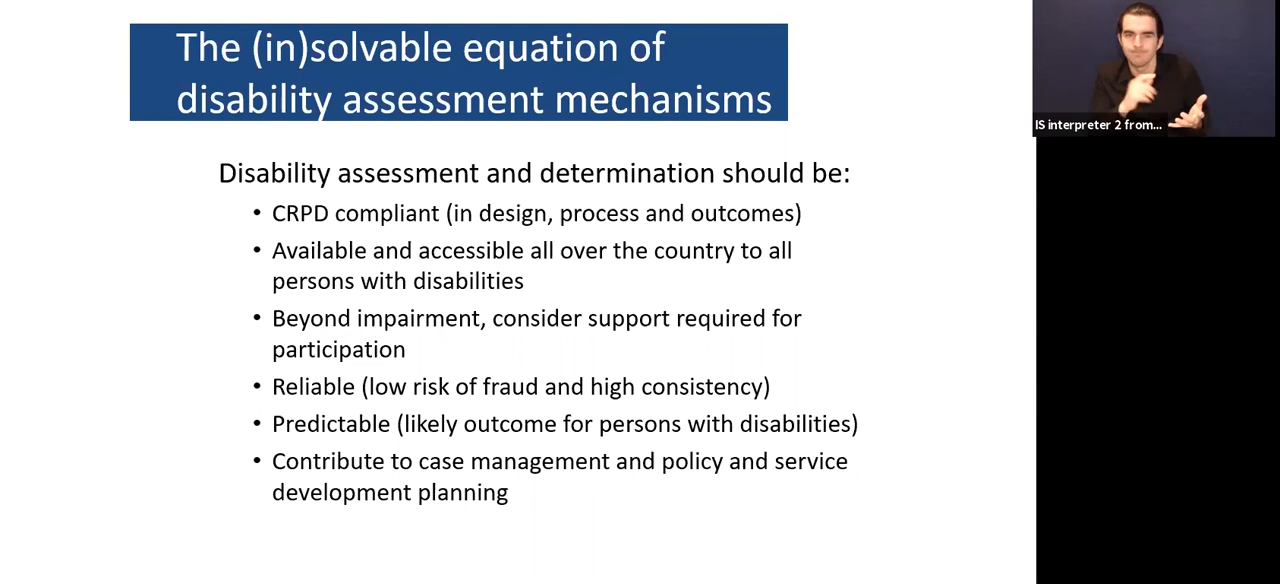 The (in)solvable equation of
disability assessment mechanisms
Disability assessment and determination should be:
• CRPD compliant (in design, process and outcomes)
• Available and accessible all over the country to all
persons with disabilities
• Beyond impairment, consider support required for
participation
• Reliable (low risk of fraud and high consistency)
• Predictable (likely outcome for persons with disabilities)
• Contribute to case management and policy and service
development planning
IS interpreter 2 from...